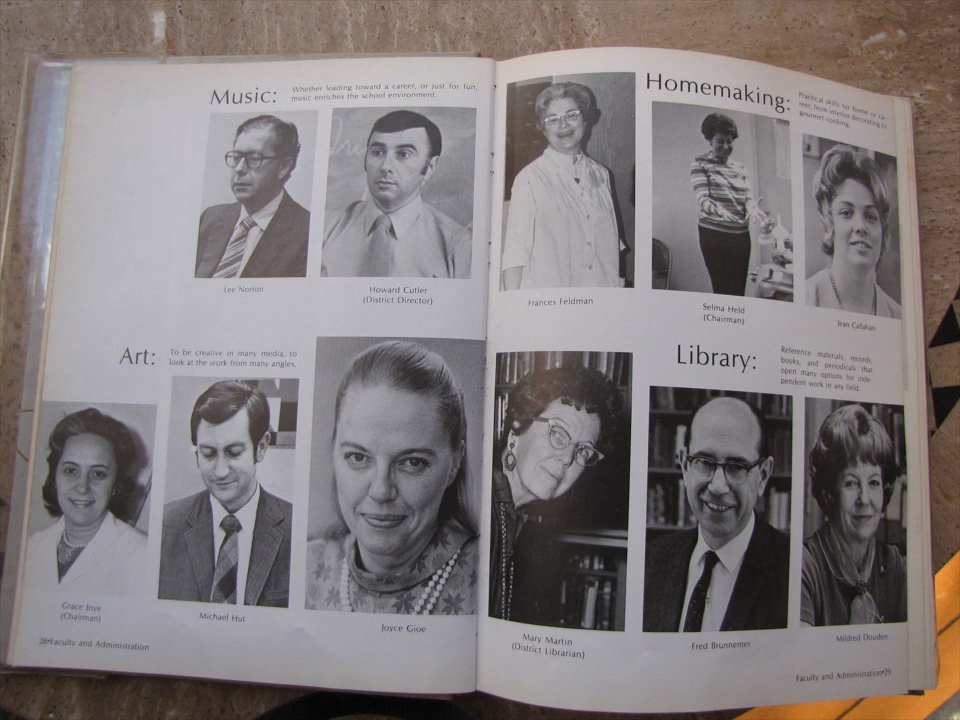 Music:
Whether leading toward a career, or just for fun,
music enriches the school environment.
Lee Norton
Howard Cutler
(District Director)
Art:
To be creative in many media, to
look at the work from many angles.
Grace Joye
(Chairman)
Michael Hut
Joyce Gioe
28•Faculty and Administration
Homemaking:
Practical skills for home or ca-
reer, from interior decorating to
gourmet cooking.
Frances Feldman
Selma Held
(Chairman)
Jean Callahan
Library:
Reference materials, records,
books, and periodicals that
open many options for inde-
pendent work in any field.
Mary Martin
(District Librarian)
Fred Brunnemer
Mildred Douden
Faculty and Administration•29